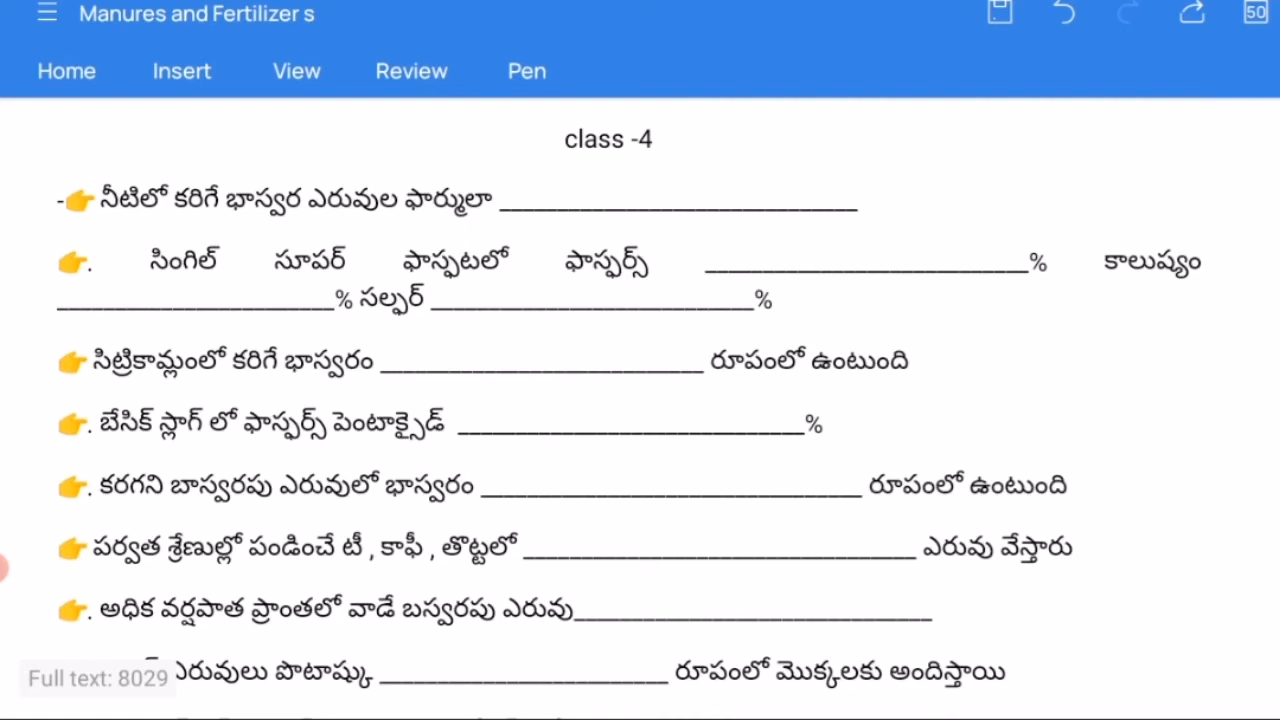 Manures and Fertilizer s
50
Home Insert View Review Pen
class -4
-👉 నీటిలో కరిగే భాస్వర ఎరువుల ఫార్ములా ______________________________
👉. సింగిల్ సూపర్ ఫాస్ఫటలో ఫాస్ఫర్స్ ___________________________% కాలుష్యం
_______________________% సల్ఫర్ ___________________________%
👉 సిట్రికామ్లంలో కరిగే భాస్వరం ___________________________ రూపంలో ఉంటుంది
👉. బేసిక్ స్లాగ్ లో ఫాస్ఫర్స్ పెంటాక్సైడ్ _____________________________%
👉. కరగని బాస్వరపు ఎరువులో భాస్వరం ________________________________ రూపంలో ఉంటుంది
👉 పర్వత శ్రేణుల్లో పండించే టీ , కాఫీ , తొట్టలో _________________________________ ఎరువు వేస్తారు
👉. అధిక వర్షపాత ప్రాంతలో వాడే బస్వరపు ఎరువు______________________________
ఎరువులు పొటాష్కు ________________________ రూపంలో మొక్కలకు అందిస్తాయి
Full text: 8029